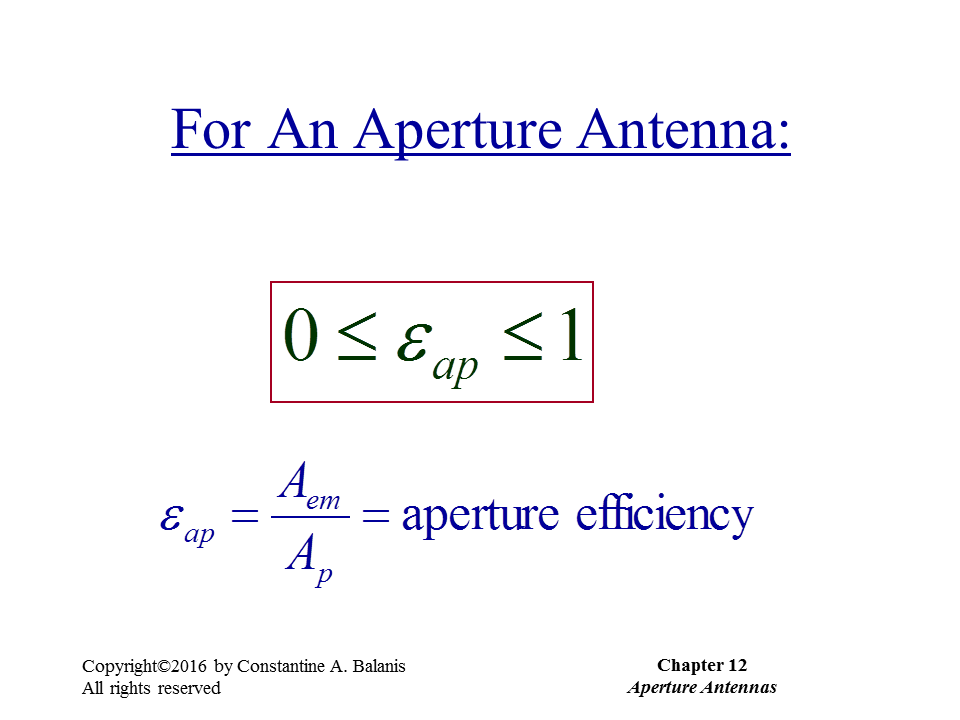 For An Aperture Antenna:
0 ≤ ε_ap ≤ 1
ε_ap = A_em / A_p = aperture efficiency
Copyright©2016 by Constantine A. Balanis
All rights reserved
Chapter 12
Aperture Antennas